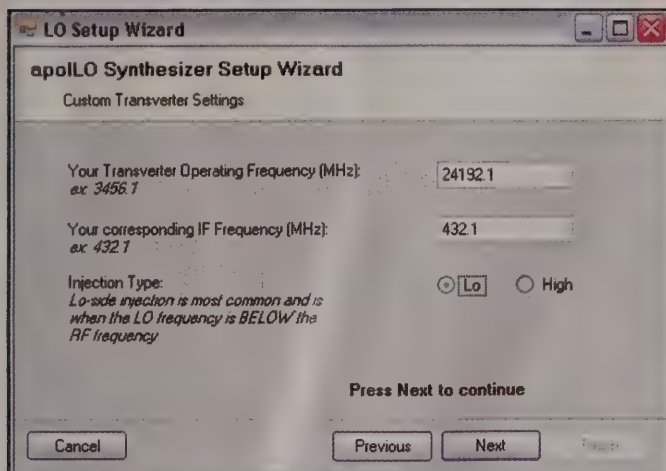 LO Setup Wizard
apolLO Synthesizer Setup Wizard
Custom Transverter Settings
Your Transverter Operating Frequency (MHz):
ex: 3456.1
24192.1
Your corresponding IF Frequency (MHz):
ex: 432.1
432.1
Injection Type:
Lo-side injection is most common and is
when the LO frequency is BELOW the
RF frequency
Lo High
Press Next to continue
Cancel Previous Next